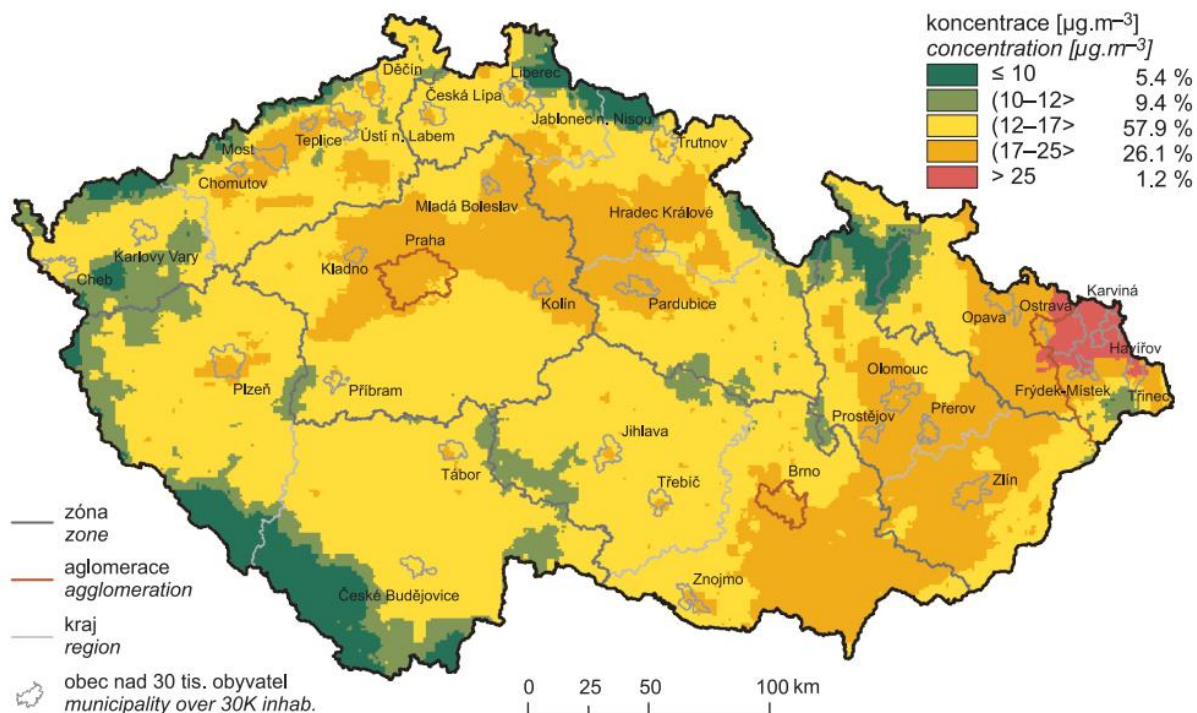 koncentrace [µg.m⁻³]
concentration [µg.m⁻³]
≤ 10 5.4 %
(10–12> 9.4 %
(12–17> 57.9 %
(17–25> 26.1 %
> 25 1.2 %
Děčín
Liberec
Česká Lípa
Jablonec n. Nisou
Teplice
Ústí n. Labem
Most
Trutnov
Chomutov
Mladá Boleslav
Hradec Králové
Praha
Karlovy Vary
Kladno
Cheb
Kolín
Pardubice
Karviná
Ostrava
Opava
Havířov
Olomouc
Frýdek-Místek
Třinec
Plzeň
Příbram
Prostějov
Přerov
Jihlava
Tábor
Třebíč
Brno
Zlín
Znojmo
České Budějovice
zóna
zone
aglomerace
agglomeration
kraj
region
obec nad 30 tis. obyvatel
municipality over 30K inhab.
0 25 50 100 km